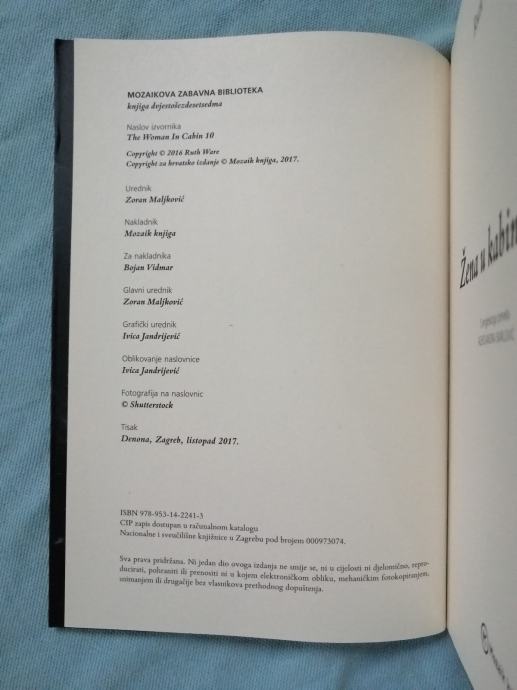 MOZAIKOVA ZABAVNA BIBLIOTEKA
knjiga dvjestošezdesetsedma
Naslov izvornika
The Woman In Cabin 10
Copyright © 2016 Ruth Ware
Copyright za hrvatsko izdanje © Mozaik knjiga, 2017.
Urednik
Zoran Maljković
Nakladnik
Mozaik knjiga
Za nakladnika
Bojan Vidmar
Glavni urednik
Zoran Maljković
Grafički urednik
Ivica Jandrijević
Oblikovanje naslovnice
Ivica Jandrijević
Fotografija na naslovnic
© Shutterstock
Tisak
Denona, Zagreb, listopad 2017.
ISBN 978-953-14-2241-3
CIP zapis dostupan u računalnom katalogu
Nacionalne i sveučilišne knjižnice u Zagrebu pod brojem 000973074.
Sva prava pridržana. Ni jedan dio ovoga izdanja ne smije se, ni u cijelosti ni djelomično, repro-
ducirati, pohraniti ili prenositi ni u kojem elektroničkom obliku, mehaničkim fotokopiranjem,
snimanjem ili drugačije bez vlasnikova prethodnog dopuštenja.
Žena u kabin